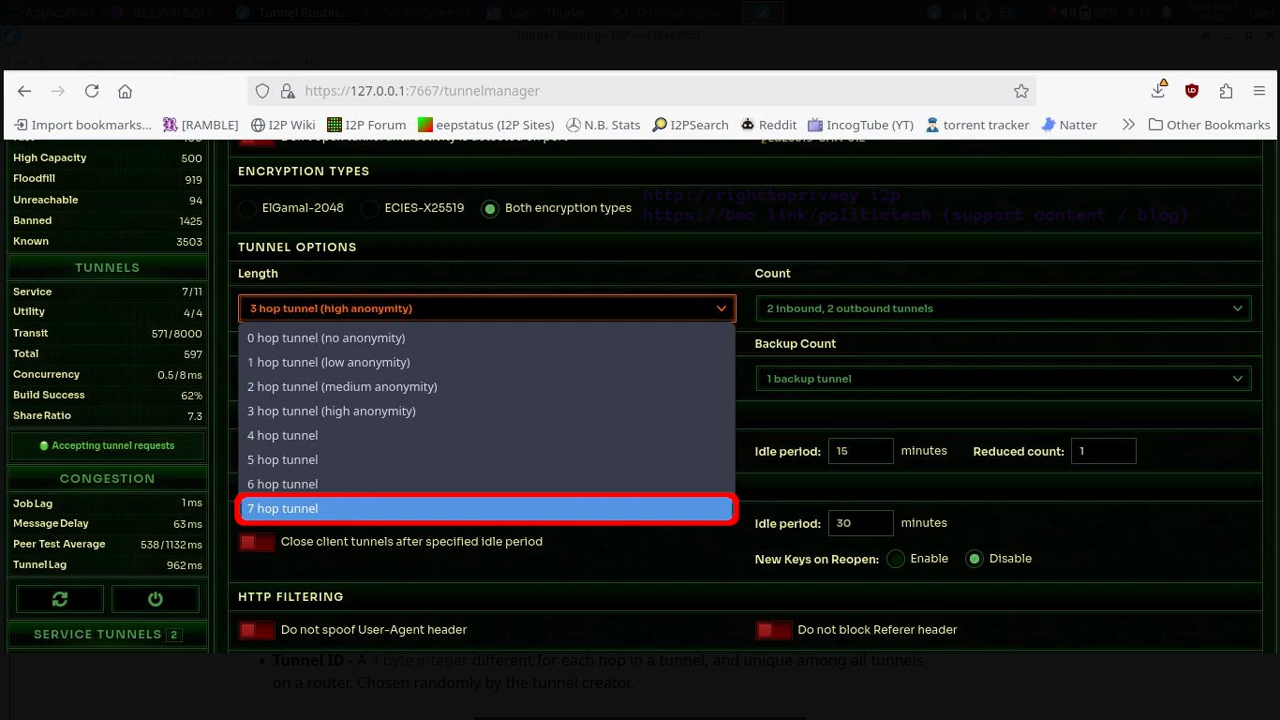 Applications
d52a58c5247...
Tunnel Routin...
SimpleScreenR...
user - Thunar
Tunnel Routing - I2P — LibreWolf
https://127.0.0.1:7667/tunnelmanager
Import bookmarks... [RAMBLE] I2P Wiki I2P Forum eepstatus (I2P Sites) N.B. Stats I2PSearch Reddit IncogTube (YT) torrent tracker Natter Other Bookmarks
High Capacity 500
Floodfill 919
Unreachable 94
Banned 1425
Known 3503
TUNNELS
Service 7/11
Utility 4/4
Transit 571/8000
Total 597
Concurrency 0.5/8ms
Build Success 62%
Share Ratio 7.3
Accepting tunnel requests
CONGESTION
Job Lag 1ms
Message Delay 63ms
Peer Test Average 538/1132ms
Tunnel Lag 962ms
SERVICE TUNNELS 2
ENCRYPTION TYPES
ElGamal-2048 ECIES-X25519 Both encryption types
http://righttoprivacy.i2p
https://bmc.link/politictech (support content / blog)
TUNNEL OPTIONS
Length Count
3 hop tunnel (high anonymity) 2 inbound, 2 outbound tunnels
0 hop tunnel (no anonymity)
1 hop tunnel (low anonymity)
2 hop tunnel (medium anonymity)
3 hop tunnel (high anonymity)
4 hop tunnel
5 hop tunnel
6 hop tunnel
7 hop tunnel
Backup Count
1 backup tunnel
Idle period: 15 minutes Reduced count: 1
Idle period: 30 minutes
Close client tunnels after specified idle period
New Keys on Reopen: Enable Disable
HTTP FILTERING
Do not spoof User-Agent header Do not block Referer header
• Tunnel ID - A 4 byte integer different for each hop in a tunnel, and unique among all tunnels
on a router. Chosen randomly by the tunnel creator.